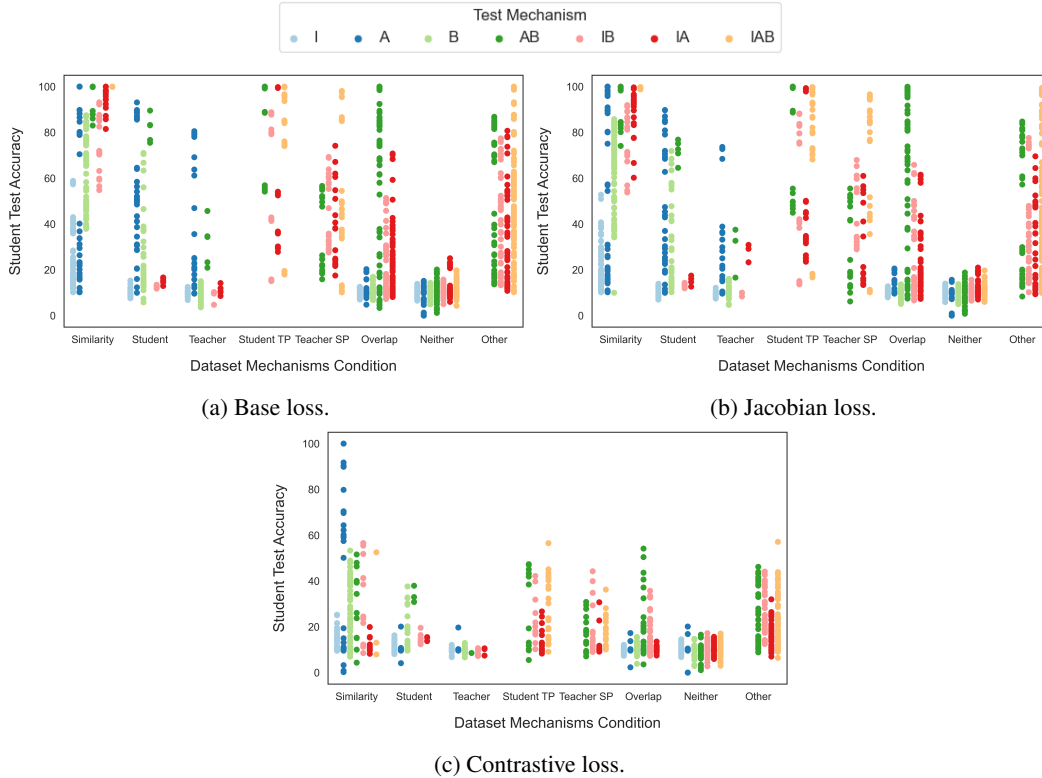 Test Mechanism
I A B AB IB IA IAB
Student Test Accuracy
100
80
60
40
20
0
Similarity Student Teacher Student TP Teacher SP Overlap Neither Other
Dataset Mechanisms Condition
(a) Base loss.
Student Test Accuracy
100
80
60
40
20
0
Similarity Student Teacher Student TP Teacher SP Overlap Neither Other
Dataset Mechanisms Condition
(b) Jacobian loss.
Student Test Accuracy
100
80
60
40
20
0
Similarity Student Teacher Student TP Teacher SP Overlap Neither Other
Dataset Mechanisms Condition
(c) Contrastive loss.